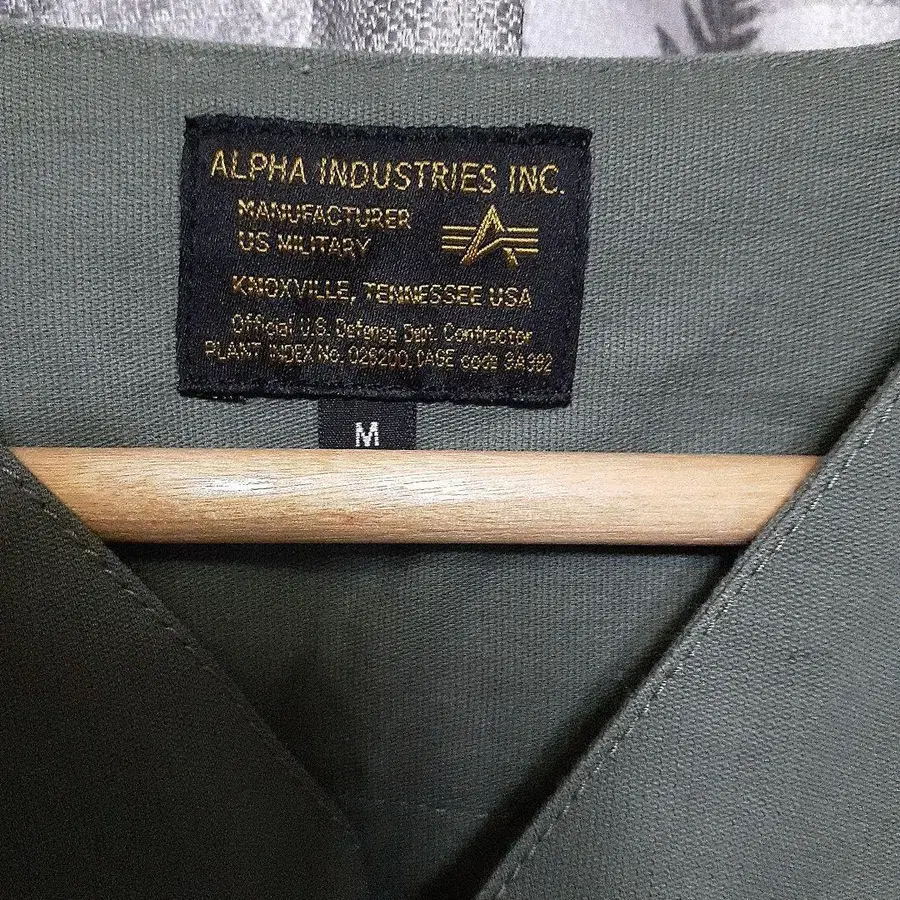 ALPHA INDUSTRIES INC.
MANUFACTURER
US MILITARY
KNOXVILLE, TENNESSEE USA
Official U.S. Defense Dept. Contractor
PLANT INDEX No. 026200. CAGE code 3A382
M